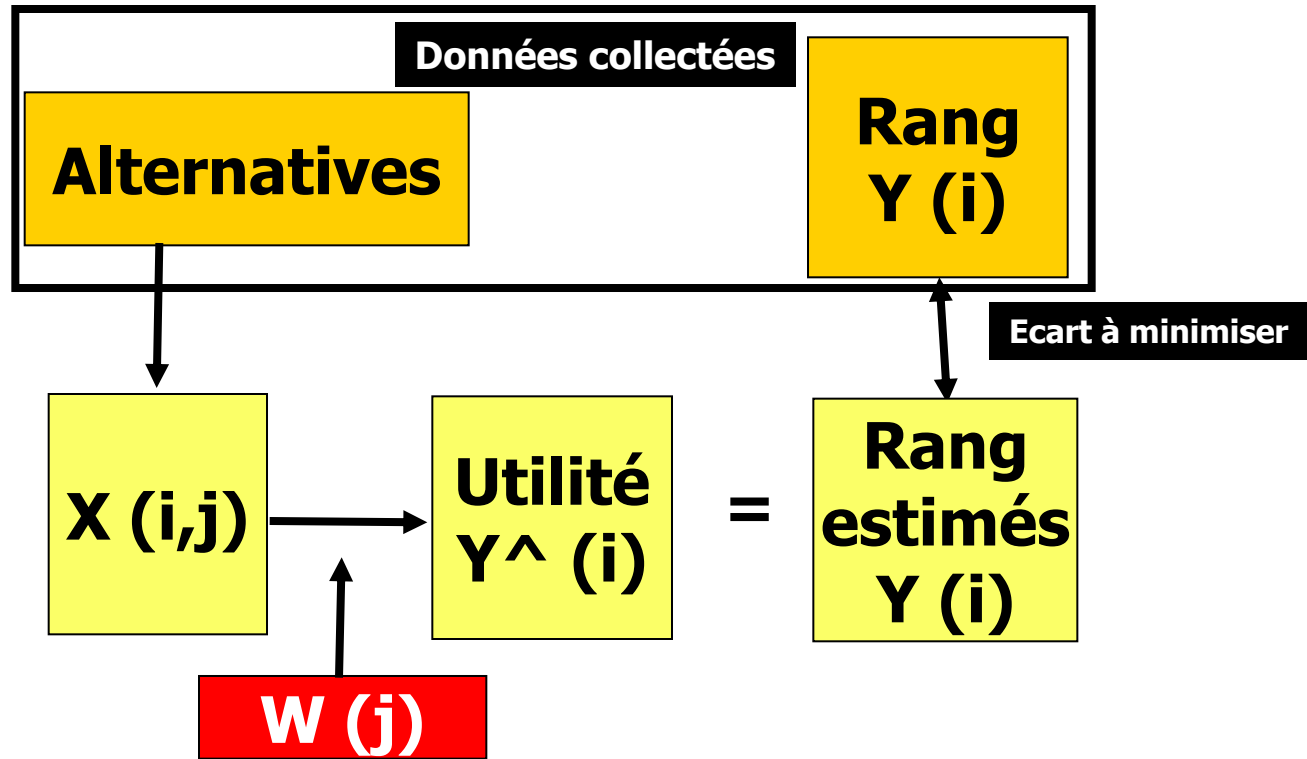 Données collectées
Alternatives
Rang
Y (i)
Ecart à minimiser
X (i,j)
Utilité
Y^ (i)
=
Rang
estimés
Y (i)
W (j)